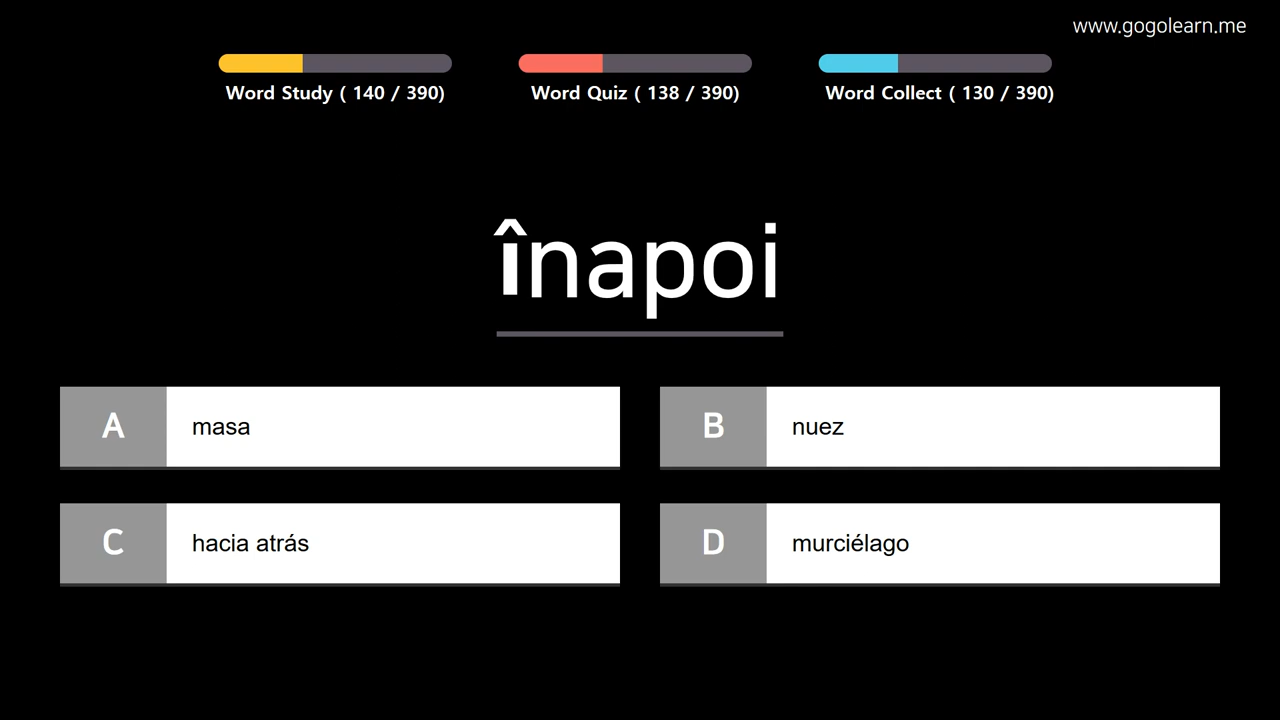 www.gogolearn.me
Word Study ( 140 / 390)
Word Quiz ( 138 / 390)
Word Collect ( 130 / 390)
înapoi
A masa
B nuez
C hacia atrás
D murciélago